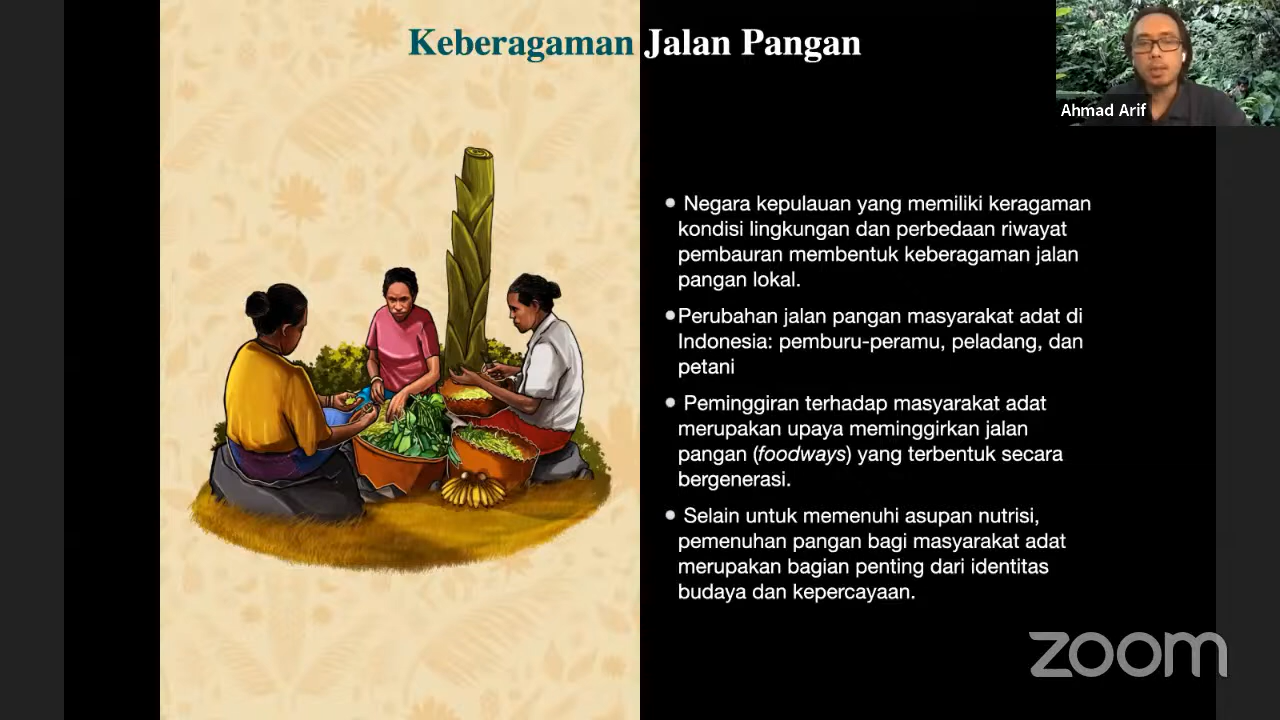 Keberagaman Jalan Pangan
Ahmad Arif
• Negara kepulauan yang memiliki keragaman
kondisi lingkungan dan perbedaan riwayat
pembauran membentuk keberagaman jalan
pangan lokal.
•Perubahan jalan pangan masyarakat adat di
Indonesia: pemburu-peramu, peladang, dan
petani
• Peminggiran terhadap masyarakat adat
merupakan upaya meminggirkan jalan
pangan (foodways) yang terbentuk secara
bergenerasi.
• Selain untuk memenuhi asupan nutrisi,
pemenuhan pangan bagi masyarakat adat
merupakan bagian penting dari identitas
budaya dan kepercayaan.
zoom